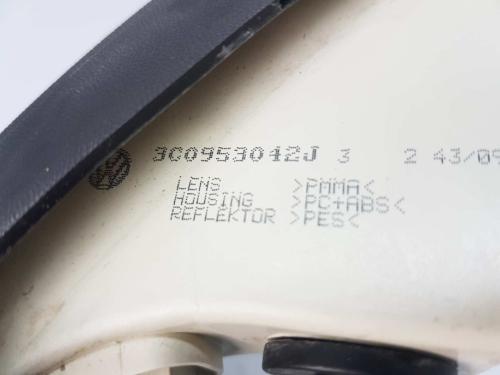 3C0953042J 3 2 43/09
LENS >PMMA<
HOUSING >PC+ABS<
REFLEKTOR >PES<